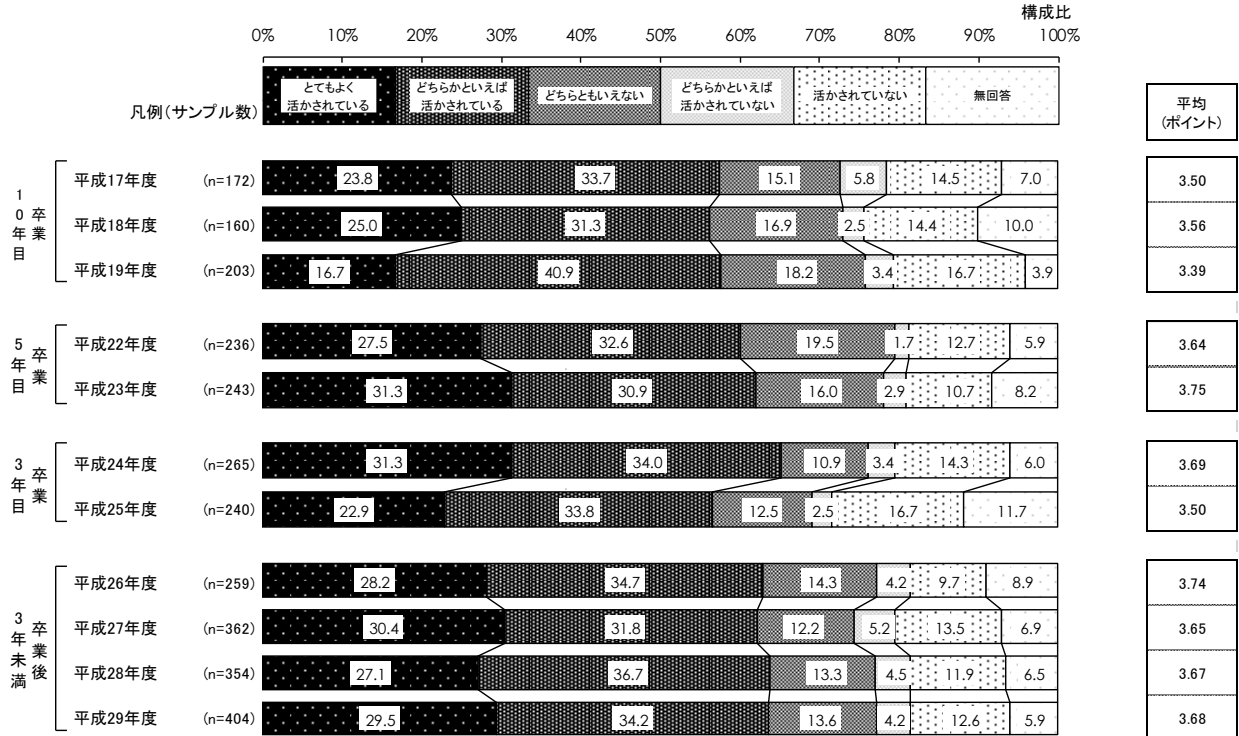 構成比
0% 10% 20% 30% 40% 50% 60% 70% 80% 90% 100%
凡例(サンプル数)
とてもよく
活かされている
どちらかといえば
活かされている
どちらともいえない
どちらかといえば
活かされていない
活かされていない
無回答
平均
(ポイント)
卒業
10年目
平成17年度 (n=172) 23.8 33.7 15.1 5.8 14.5 7.0 3.50
平成18年度 (n=160) 25.0 31.3 16.9 2.5 14.4 10.0 3.56
平成19年度 (n=203) 16.7 40.9 18.2 3.4 16.7 3.9 3.39
卒業
5年目
平成22年度 (n=236) 27.5 32.6 19.5 1.7 12.7 5.9 3.64
平成23年度 (n=243) 31.3 30.9 16.0 2.9 10.7 8.2 3.75
卒業
3年目
平成24年度 (n=265) 31.3 34.0 10.9 3.4 14.3 6.0 3.69
平成25年度 (n=240) 22.9 33.8 12.5 2.5 16.7 11.7 3.50
卒業後
3年未満
平成26年度 (n=259) 28.2 34.7 14.3 4.2 9.7 8.9 3.74
平成27年度 (n=362) 30.4 31.8 12.2 5.2 13.5 6.9 3.65
平成28年度 (n=354) 27.1 36.7 13.3 4.5 11.9 6.5 3.67
平成29年度 (n=404) 29.5 34.2 13.6 4.2 12.6 5.9 3.68